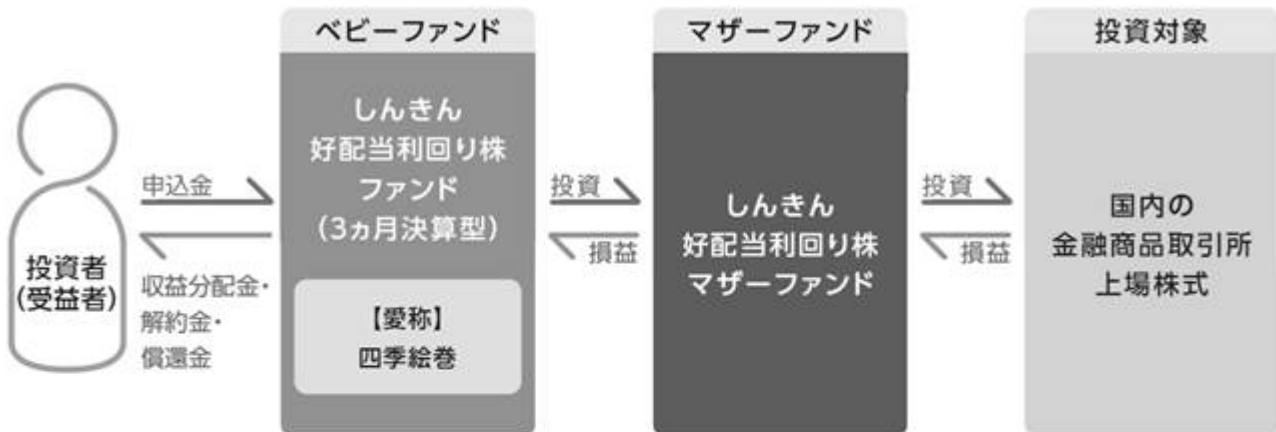 投資者
(受益者)
申込金
収益分配金・
解約金・
償還金
ベビーファンド
しんきん
好配当利回り株
ファンド
(3ヵ月決算型)
【愛称】
四季絵巻
投資
損益
マザーファンド
しんきん
好配当利回り株
マザーファンド
投資
損益
投資対象
国内の
金融商品取引所
上場株式